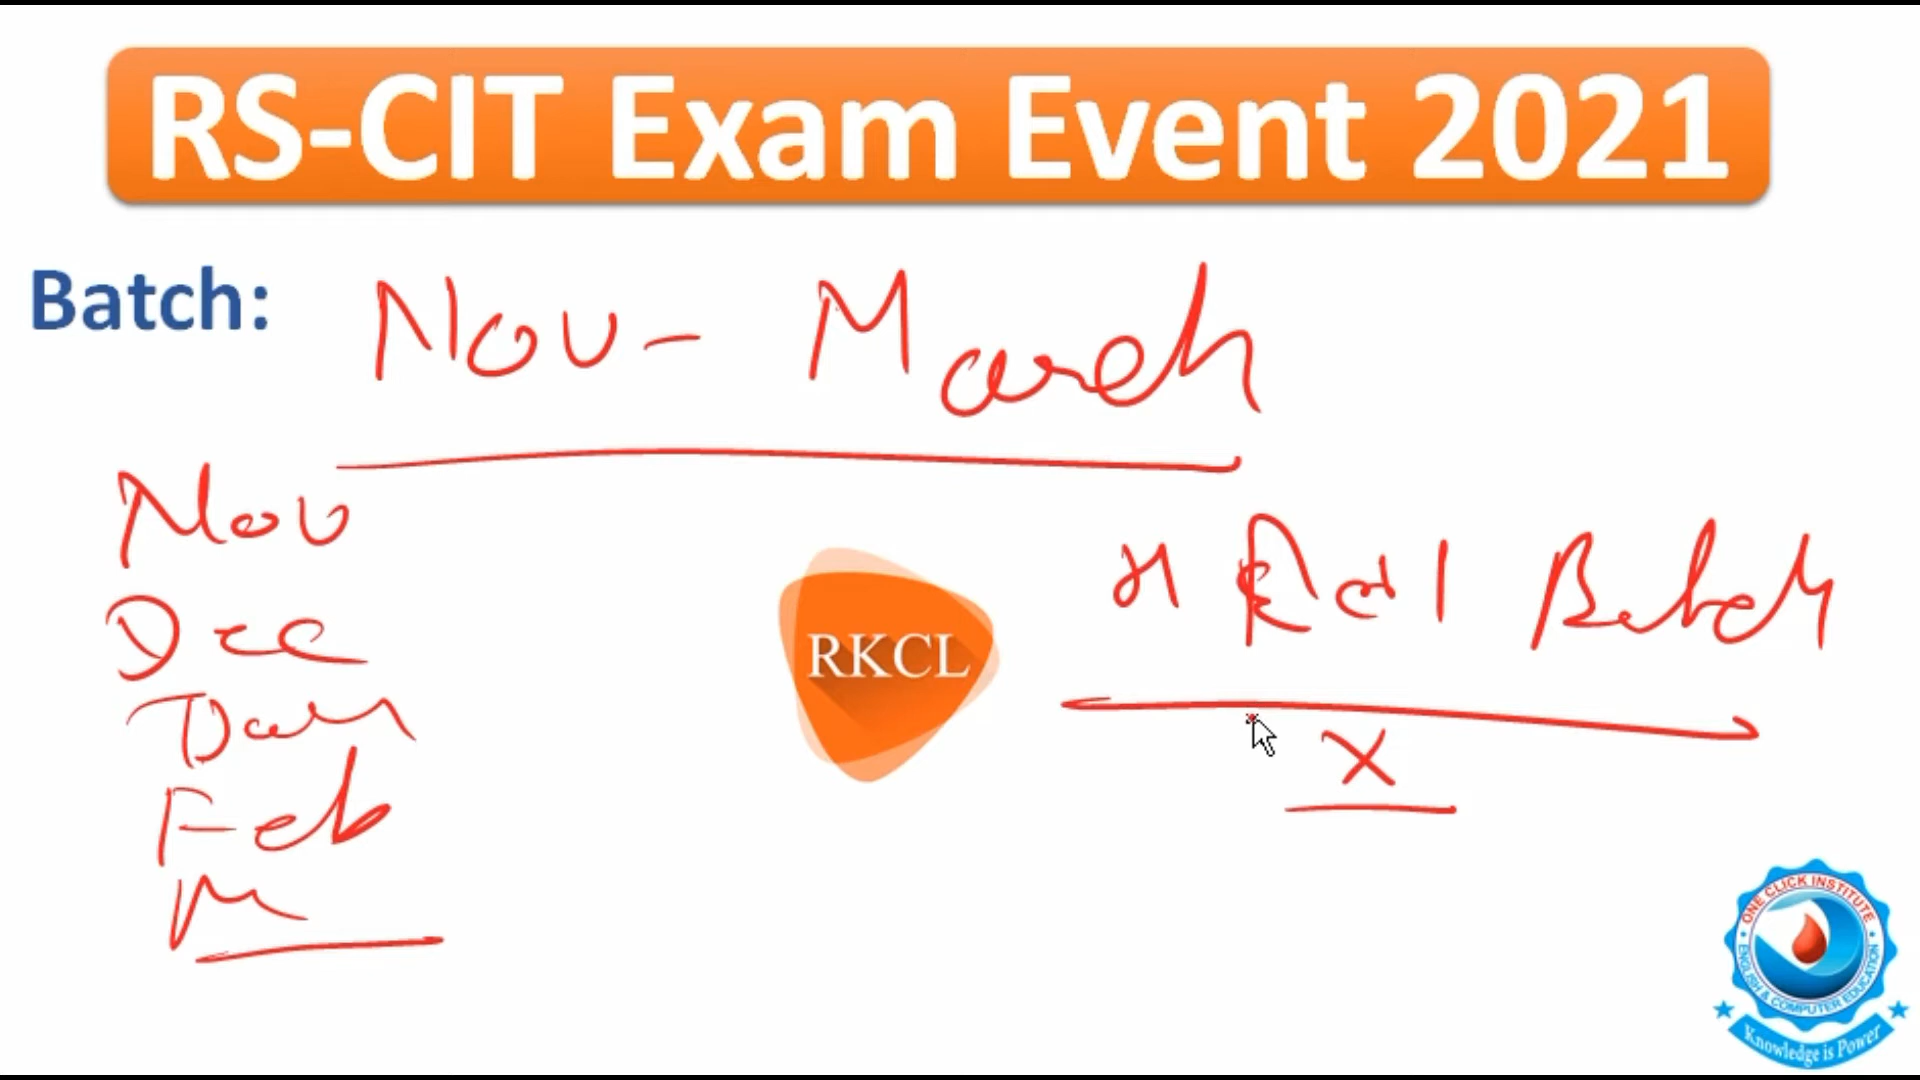 RS-CIT Exam Event 2021
Batch: Nov - March
Nov
Dec
Jan
Feb
M
Batch
X
RKCL
ONE CLICK INSTITUTE
ENGLISH & COMPUTER EDUCATION
Knowledge is Power